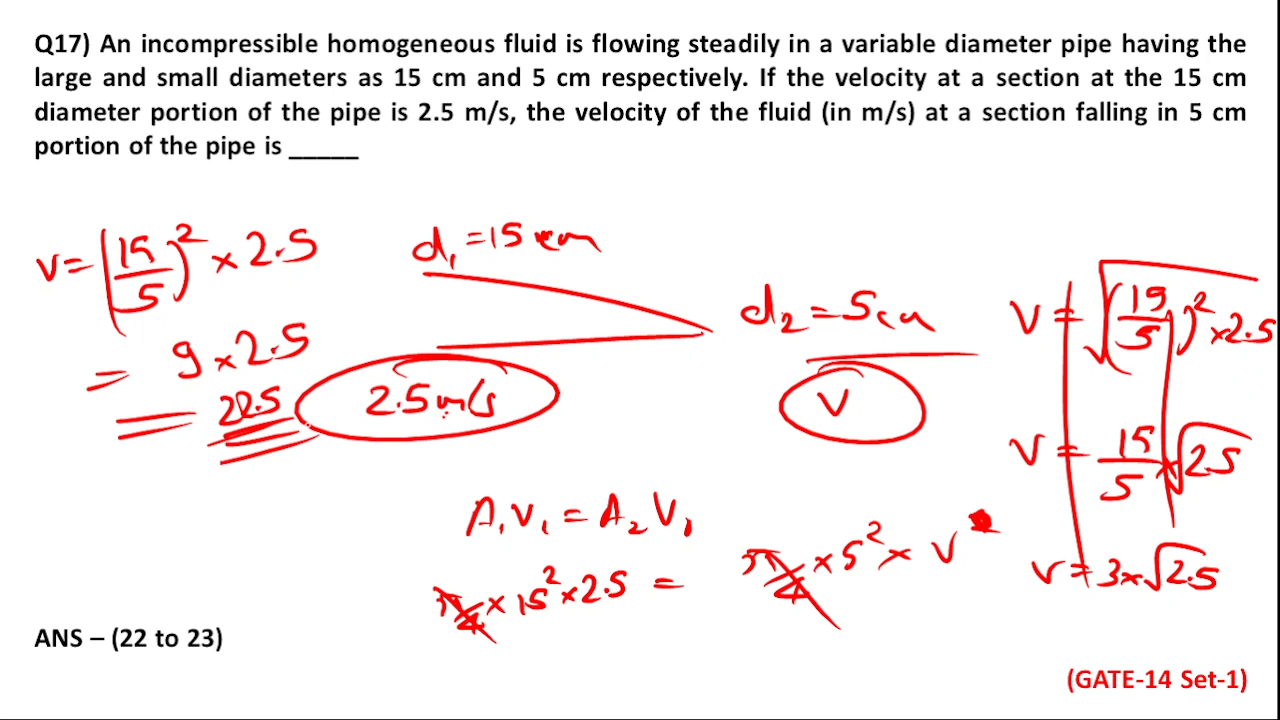 Q17) An incompressible homogeneous fluid is flowing steadily in a variable diameter pipe having the
large and small diameters as 15 cm and 5 cm respectively. If the velocity at a section at the 15 cm
diameter portion of the pipe is 2.5 m/s, the velocity of the fluid (in m/s) at a section falling in 5 cm
portion of the pipe is _____
v = (15/5)² × 2.5
= 9 × 2.5
= 22.5
d₁ = 15 cm
2.5 m/s
d₂ = 5 cm
V
A₁V₁ = A₂V₂
π/4 × 15² × 2.5 = π/4 × 5² × V
V = √(15/5)² × 2.5
V = 15/5 × √2.5
V = 3 × √2.5
ANS – (22 to 23)
(GATE-14 Set-1)